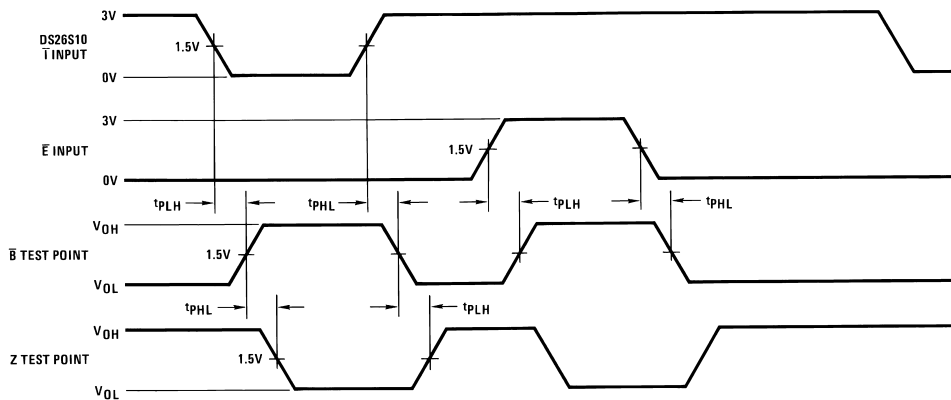 3V
DS26S10
I̅ INPUT
1.5V
0V
3V
E̅ INPUT
1.5V
0V
tPLH
tPHL
tPLH
tPHL
VOH
B̅ TEST POINT
1.5V
VOL
tPHL
tPLH
VOH
Z TEST POINT
1.5V
VOL